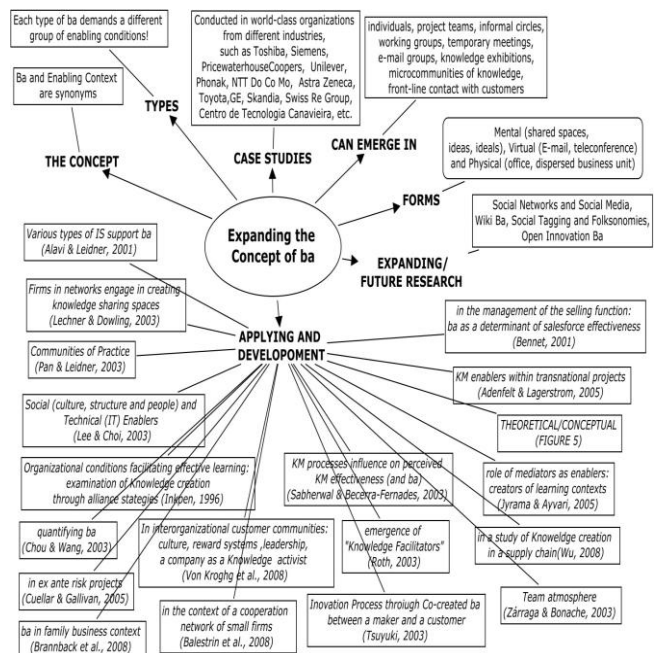 Each type of ba demands a different
group of enabling conditions!
Ba and Enabling Context
are synonyms
TYPES
THE CONCEPT
Conducted in world-class organizations
from different industries,
such as Toshiba, Siemens,
PricewaterhouseCoopers, Unilever,
Phonak, NTT Do Co Mo, Astra Zeneca,
Toyota,GE, Skandia, Swiss Re Group,
Centro de Tecnologia Canavieira, etc.
CASE STUDIES
individuals, project teams, informal circles,
working groups, temporary meetings,
e-mail groups, knowledge exhibitions,
microcommunities of knowledge,
front-line contact with customers
CAN EMERGE IN
Mental (shared spaces,
ideas, ideals), Virtual (E-mail, teleconference)
and Physical (office, dispersed business unit)
FORMS
Social Networks and Social Media,
Wiki Ba, Social Tagging and Folksonomies,
Open Innovation Ba
EXPANDING/
FUTURE RESEARCH
Expanding the
Concept of ba
APPLYING AND
DEVELOPOMENT
Various types of IS support ba
(Alavi & Leidner, 2001)
Firms in networks engage in creating
knowledge sharing spaces
(Lechner & Dowling, 2003)
Communities of Practice
(Pan & Leidner, 2003)
Social (culture, structure and people) and
Technical (IT) Enablers
(Lee & Choi, 2003)
Organizational conditions facilitating effective learning:
examination of Knowledge creation
through alliance stategies (Inkpen, 1996)
quantifying ba
(Chou & Wang, 2003)
in ex ante risk projects
(Cuellar & Gallivan, 2005)
ba in family business context
(Brannback et al., 2008)
In interorganizational customer communities:
culture, reward systems ,leadership,
a company as a Knowledge activist
(Von Kroghg et al., 2008)
in the context of a cooperation
network of small firms
(Balestrin et al., 2008)
KM processes influence on perceived
KM effectiveness (and ba)
(Sabherwal & Becerra-Fernades, 2003)
emergence of
"Knowledge Facilitators"
(Roth, 2003)
Inovation Process throiugh Co-created ba
between a maker and a customer
(Tsuyuki, 2003)
in the management of the selling function:
ba as a determinant of salesforce effectiveness
(Bennet, 2001)
KM enablers within transnational projects
(Adenfelt & Lagerstrom, 2005)
THEORETICAL/CONCEPTUAL
(FIGURE 5)
role of mediators as enablers:
creators of learning contexts
(Jyrama & Ayvari, 2005)
in a study of Knoweldge creation
in a supply chain(Wu, 2008)
Team atmosphere
(Zárraga & Bonache, 2003)